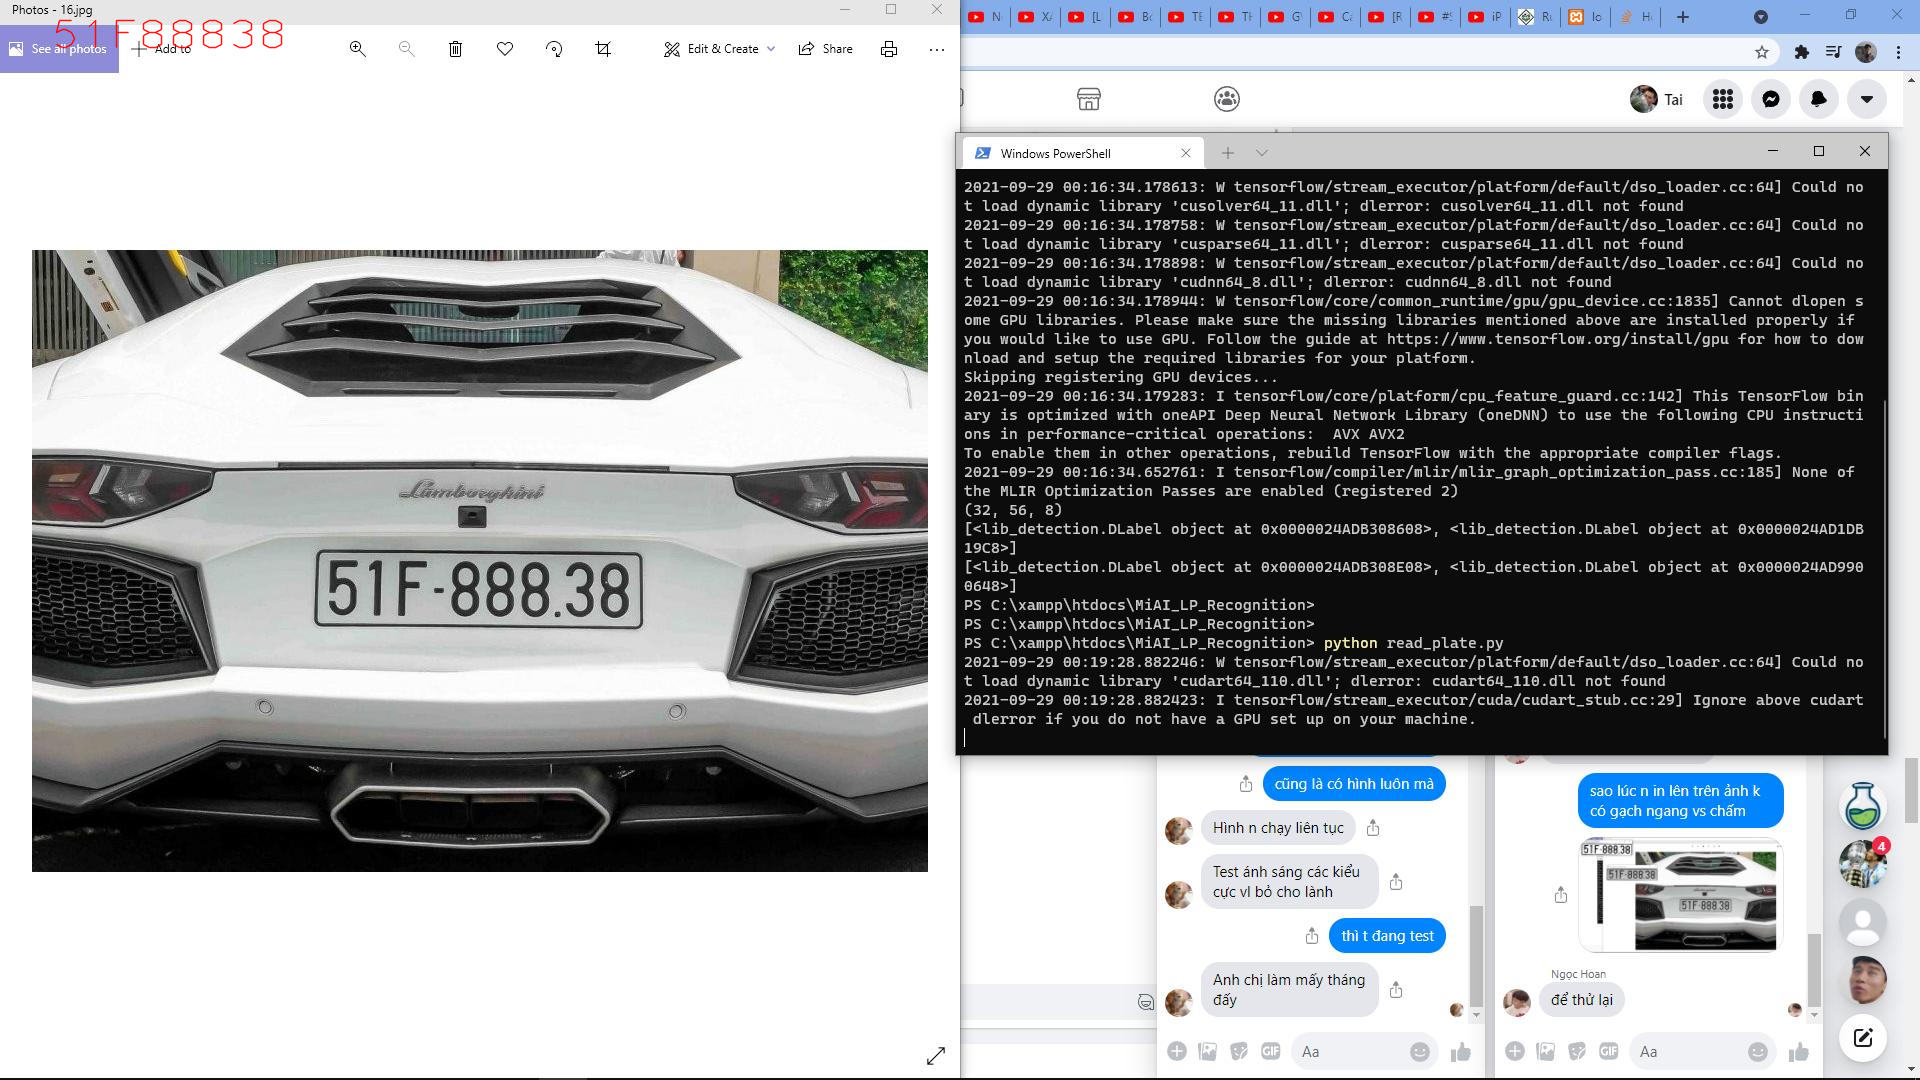 Photos - 16.jpg
51F88838
See all photos
Add to
Edit & Create
Share
Lamborghini
51F-888.38
Tai
Windows PowerShell
2021-09-29 00:16:34.178613: W tensorflow/stream_executor/platform/default/dso_loader.cc:64] Could no
t load dynamic library 'cusolver64_11.dll'; dlerror: cusolver64_11.dll not found
2021-09-29 00:16:34.178758: W tensorflow/stream_executor/platform/default/dso_loader.cc:64] Could no
t load dynamic library 'cusparse64_11.dll'; dlerror: cusparse64_11.dll not found
2021-09-29 00:16:34.178898: W tensorflow/stream_executor/platform/default/dso_loader.cc:64] Could no
t load dynamic library 'cudnn64_8.dll'; dlerror: cudnn64_8.dll not found
2021-09-29 00:16:34.178944: W tensorflow/core/common_runtime/gpu/gpu_device.cc:1835] Cannot dlopen s
ome GPU libraries. Please make sure the missing libraries mentioned above are installed properly if
you would like to use GPU. Follow the guide at https://www.tensorflow.org/install/gpu for how to dow
nload and setup the required libraries for your platform.
Skipping registering GPU devices...
2021-09-29 00:16:34.179283: I tensorflow/core/platform/cpu_feature_guard.cc:142] This TensorFlow bin
ary is optimized with oneAPI Deep Neural Network Library (oneDNN) to use the following CPU instructi
ons in performance-critical operations:  AVX AVX2
To enable them in other operations, rebuild TensorFlow with the appropriate compiler flags.
2021-09-29 00:16:34.652761: I tensorflow/compiler/mlir/mlir_graph_optimization_pass.cc:185] None of
the MLIR Optimization Passes are enabled (registered 2)
(32, 56, 8)
[<lib_detection.DLabel object at 0x0000024ADB308608>, <lib_detection.DLabel object at 0x0000024AD1DB
19C8>]
[<lib_detection.DLabel object at 0x0000024ADB308E08>, <lib_detection.DLabel object at 0x0000024AD990
0648>]
PS C:\xampp\htdocs\MiAI_LP_Recognition>
PS C:\xampp\htdocs\MiAI_LP_Recognition>
PS C:\xampp\htdocs\MiAI_LP_Recognition> python read_plate.py
2021-09-29 00:19:28.882246: W tensorflow/stream_executor/platform/default/dso_loader.cc:64] Could no
t load dynamic library 'cudart64_110.dll'; dlerror: cudart64_110.dll not found
2021-09-29 00:19:28.882423: I tensorflow/stream_executor/cuda/cudart_stub.cc:29] Ignore above cudart
dlerror if you do not have a GPU set up on your machine.
cũng là có hình luôn mà
Hình n chạy liên tục
Test ánh sáng các kiểu
cực vl bỏ cho lành
thì t đang test
Anh chị làm mấy tháng
đấy
GIF
Aa
sao lúc n in lên trên ảnh k
có gạch ngang vs chấm
51F-888.38
51F-888.38
51F-888.38
Ngọc Hoan
để thử lại
GIF
Aa
4